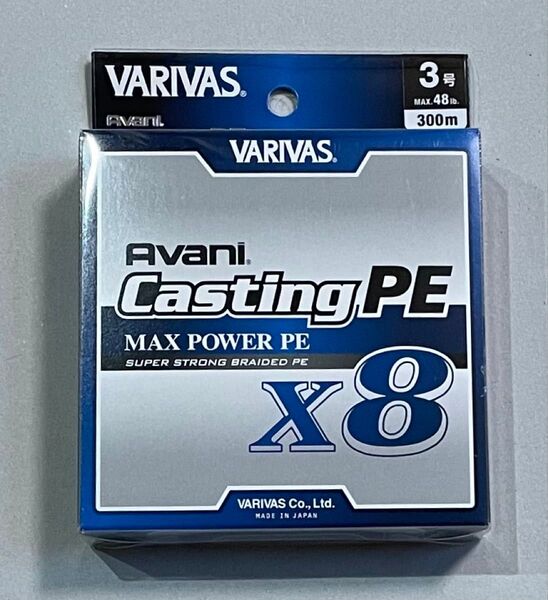 VARIVAS®
3号
MAX. 48 lb.
300m
Avani.
VARIVAS®
Avani®
Casting PE
MAX POWER PE
SUPER STRONG BRAIDED PE
X8
VARIVAS Co., Ltd.
MADE IN JAPAN